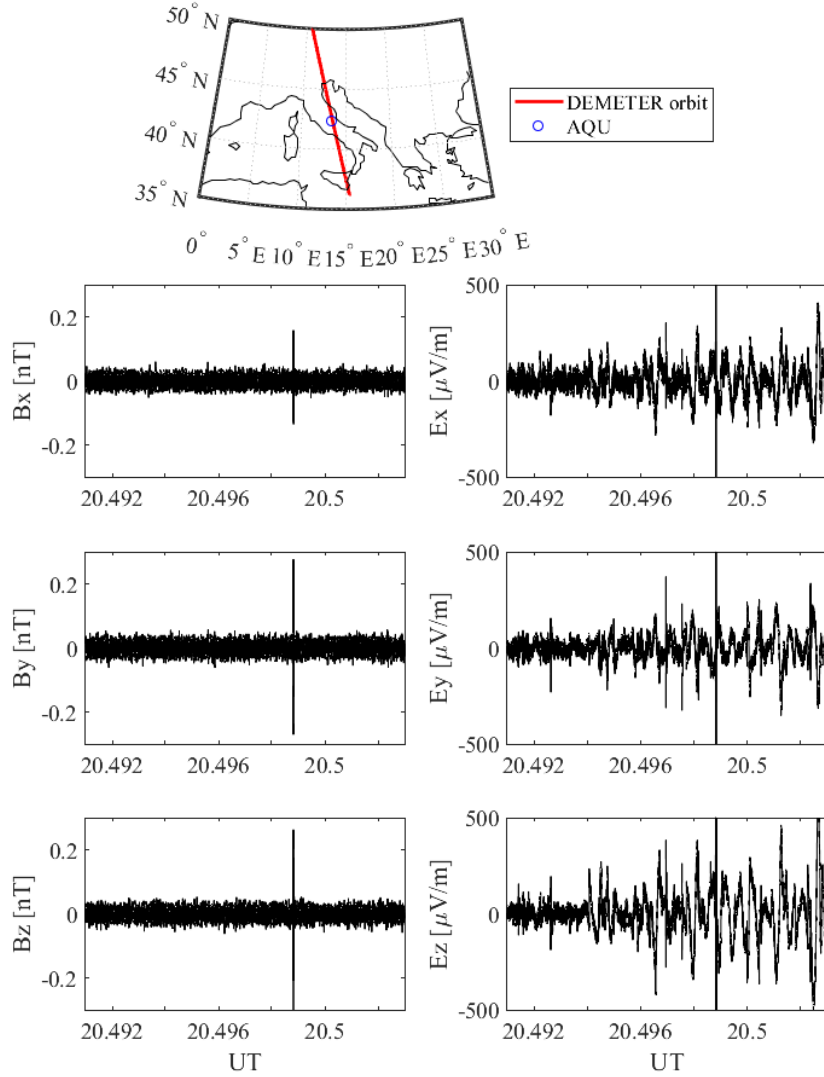 50° N
45° N
40° N
35° N
0° 5° E 10° E 15° E 20° E 25° E 30° E
DEMETER orbit
AQU
Bx [nT]
0.2
0
-0.2
20.492 20.496 20.5
Ex [μV/m]
500
0
-500
20.492 20.496 20.5
By [nT]
0.2
0
-0.2
20.492 20.496 20.5
Ey [μV/m]
500
0
-500
20.492 20.496 20.5
Bz [nT]
0.2
0
-0.2
20.492 20.496 20.5
UT
Ez [μV/m]
500
0
-500
20.492 20.496 20.5
UT